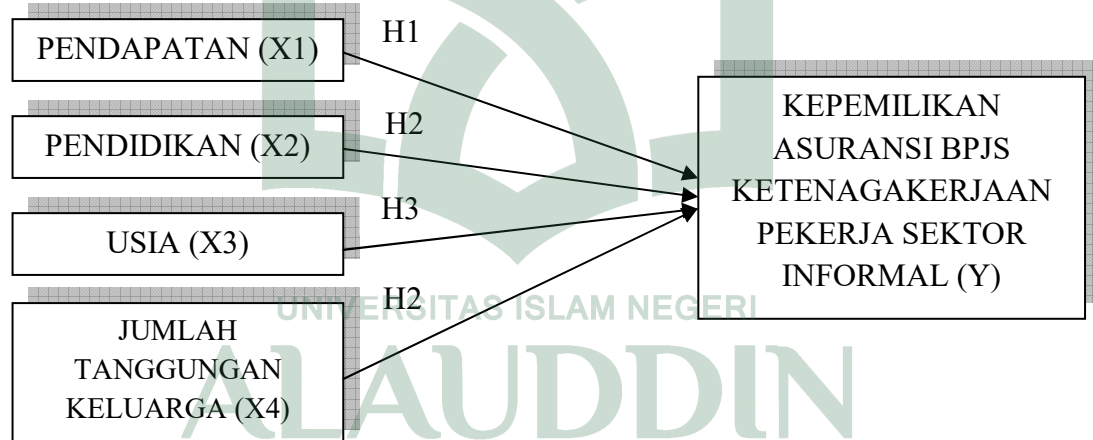 PENDAPATAN (X1)
H1
PENDIDIKAN (X2)
H2
USIA (X3)
H3
JUMLAH
TANGGUNGAN
KELUARGA (X4)
H2
KEPEMILIKAN
ASURANSI BPJS
KETENAGAKERJAAN
PEKERJA SEKTOR
INFORMAL (Y)
UNIVERSITAS ISLAM NEGERI
ALAUDDIN